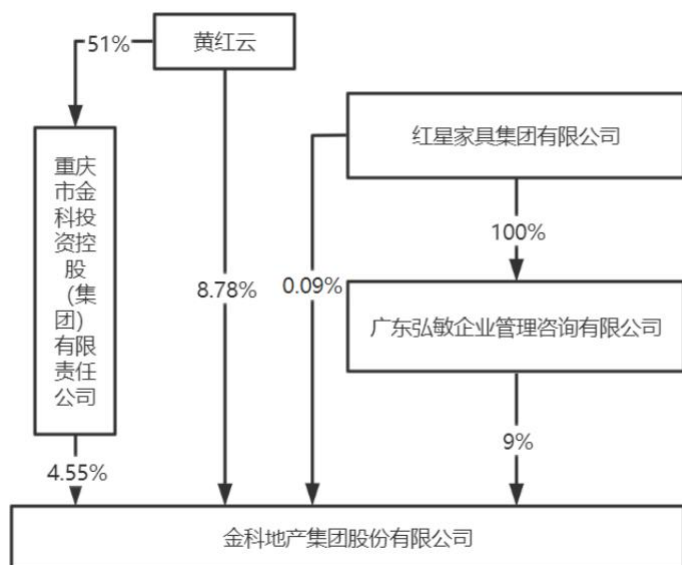 黄红云
51%
红星家具集团有限公司
重庆
市金
科投
资控
股
（集
团）
有限
责任
公司
100%
8.78%
0.09%
广东弘敏企业管理咨询有限公司
9%
4.55%
金科地产集团股份有限公司